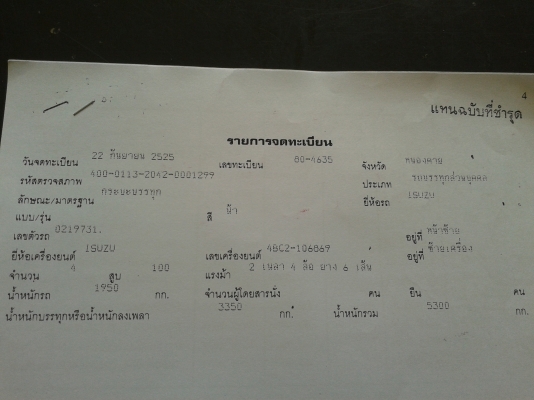 4
แทนฉบับที่ชำรุด
รายการจดทะเบียน
วันจดทะเบียน 22 กันยายน 2525 เลขทะเบียน 80-4635 จังหวัด หนองคาย
รหัสตรวจสภาพ 400-0113-2042-0001299 ประเภท รถบรรทุกส่วนบุคคล
ลักษณะ/มาตรฐาน กระบะบรรทุก ยี่ห้อรถ ISUZU
แบบ/รุ่น สี ฟ้า
เลขตัวรถ 0219731. อยู่ที่ หน้าซ้าย
ยี่ห้อเครื่องยนต์ ISUZU เลขเครื่องยนต์ 4BC2-106869 อยู่ที่ ซ้ายเครื่อง
จำนวน 4 สูบ 100 แรงม้า 2 เพลา 4 ล้อ ยาง 6 เส้น
น้ำหนักรถ 1950 กก. จำนวนผู้โดยสารนั่ง คน ยืน คน
น้ำหนักบรรทุกหรือน้ำหนักลงเพลา 3350 กก. น้ำหนักรวม 5300 กก.